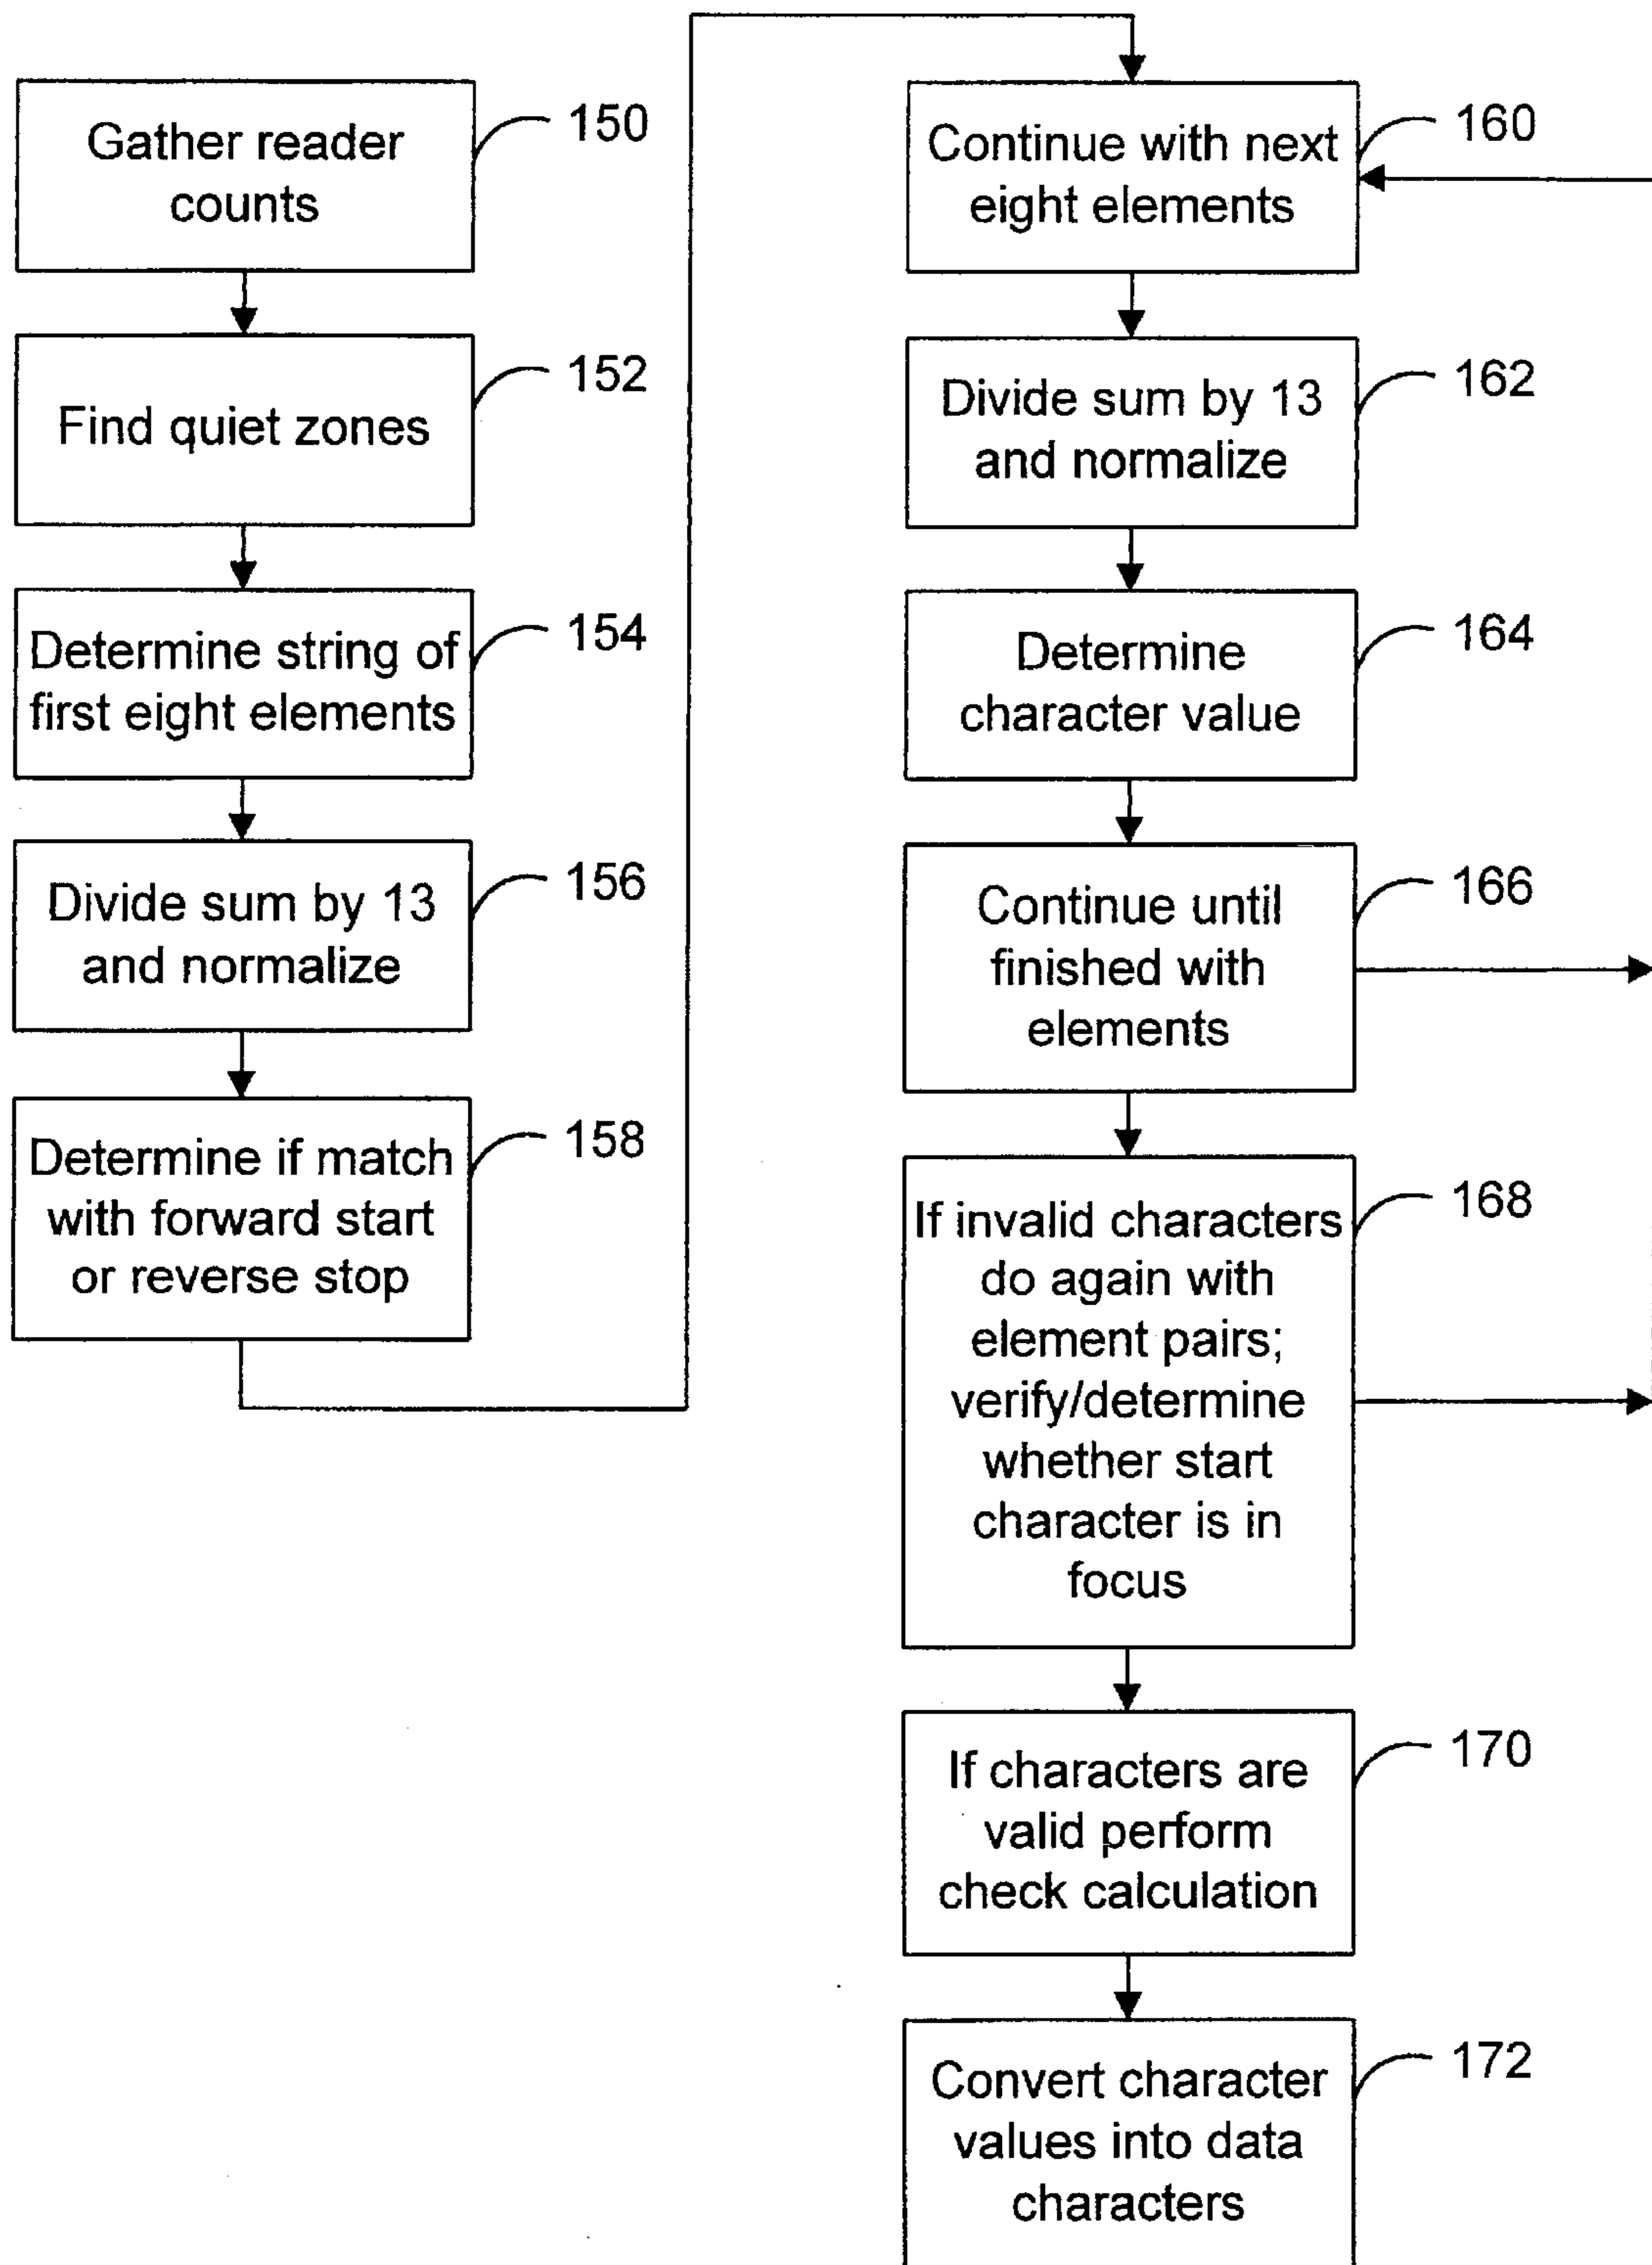 Gather reader
counts
150
Find quiet zones
152
Determine string of
first eight elements
154
Divide sum by 13
and normalize
156
Determine if match
with forward start
or reverse stop
158
Continue with next
eight elements
160
Divide sum by 13
and normalize
162
Determine
character value
164
Continue until
finished with
elements
166
If invalid characters
do again with
element pairs;
verify/determine
whether start
character is in
focus
168
If characters are
valid perform
check calculation
170
Convert character
values into data
characters
172